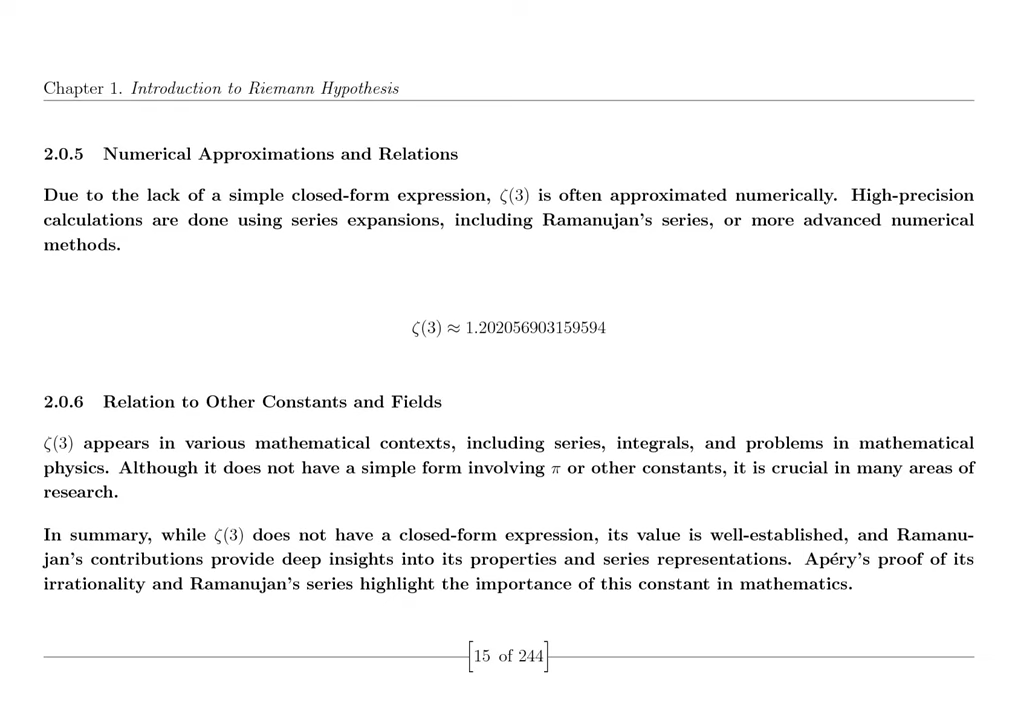 Chapter 1. Introduction to Riemann Hypothesis
2.0.5 Numerical Approximations and Relations
Due to the lack of a simple closed-form expression, ζ(3) is often approximated numerically. High-precision
calculations are done using series expansions, including Ramanujan's series, or more advanced numerical
methods.
ζ(3) ≈ 1.202056903159594
2.0.6 Relation to Other Constants and Fields
ζ(3) appears in various mathematical contexts, including series, integrals, and problems in mathematical
physics. Although it does not have a simple form involving π or other constants, it is crucial in many areas of
research.
In summary, while ζ(3) does not have a closed-form expression, its value is well-established, and Ramanu-
jan's contributions provide deep insights into its properties and series representations. Apéry's proof of its
irrationality and Ramanujan's series highlight the importance of this constant in mathematics.
[15 of 244]